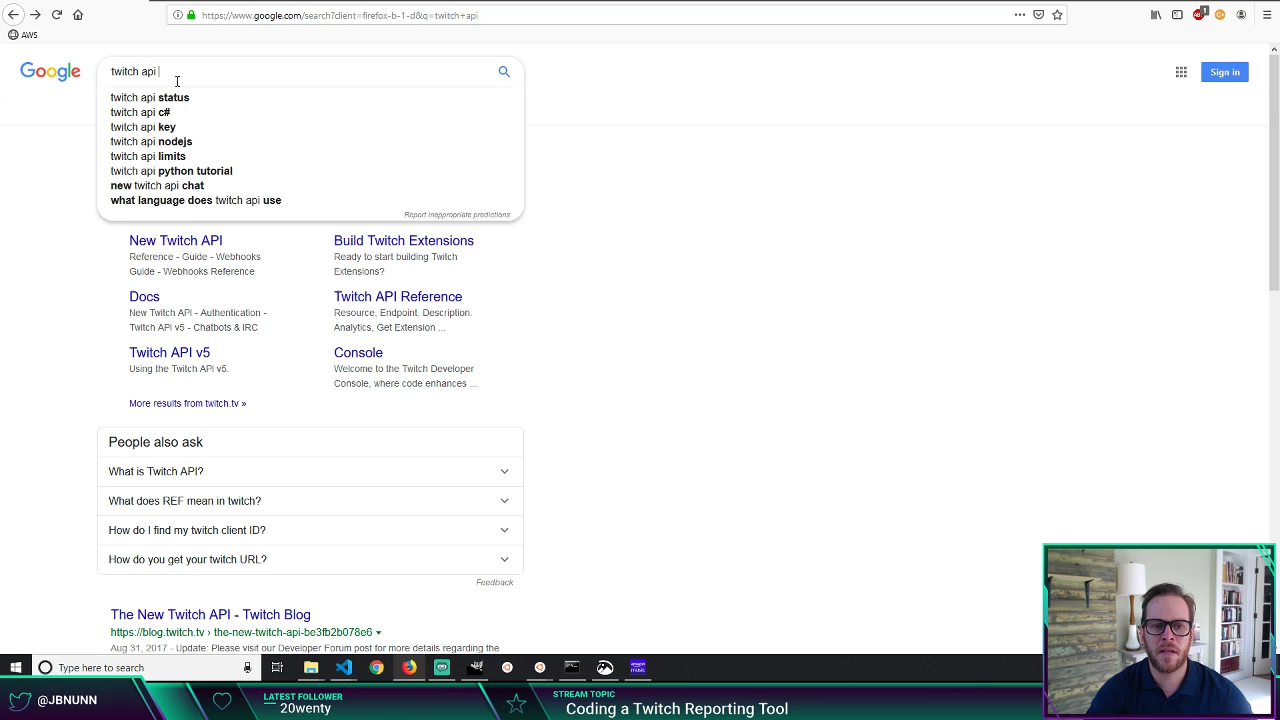 https://www.google.com/search?client=firefox-b-1-d&q=twitch+api
1
AWS
Google
twitch api
Sign in
twitch api status
twitch api c#
twitch api key
twitch api nodejs
twitch api limits
twitch api python tutorial
new twitch api chat
what language does twitch api use
Report inappropriate predictions
New Twitch API
Reference - Guide - Webhooks
Guide - Webhooks Reference
Build Twitch Extensions
Ready to start building Twitch
Extensions?
Docs
New Twitch API - Authentication -
Twitch API v5 - Chatbots & IRC
Twitch API Reference
Resource, Endpoint, Description.
Analytics, Get Extension ...
Twitch API v5
Using the Twitch API v5.
Console
Welcome to the Twitch Developer
Console, where code enhances ...
More results from twitch.tv »
People also ask
What is Twitch API?
What does REF mean in twitch?
How do I find my twitch client ID?
How do you get your twitch URL?
Feedback
The New Twitch API - Twitch Blog
https://blog.twitch.tv › the-new-twitch-api-be3fb2b078e6
Aug 31, 2017 - Update: Please visit our Developer Forum post for more details regarding the
Type here to search
amazon music
@JBNUNN
LATEST FOLLOWER
20wenty
STREAM TOPIC
Coding a Twitch Reporting Tool